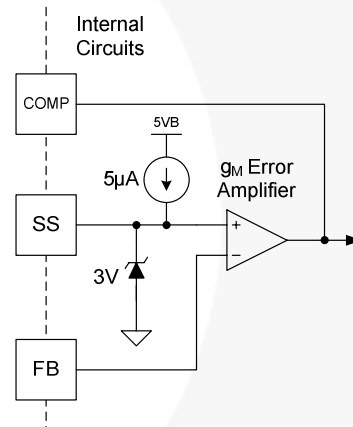 Internal
Circuits
COMP
5VB
5µA
gM Error
Amplifier
SS
+
−
3V
FB